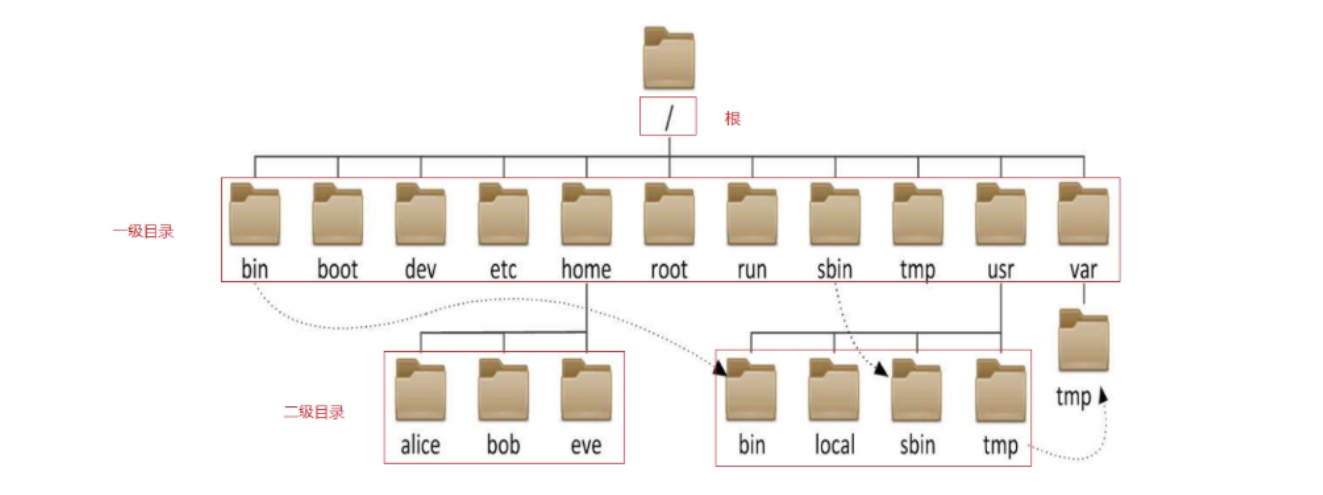 /
根
一级目录
bin boot dev etc home root run sbin tmp usr var
tmp
二级目录
alice bob eve bin local sbin tmp